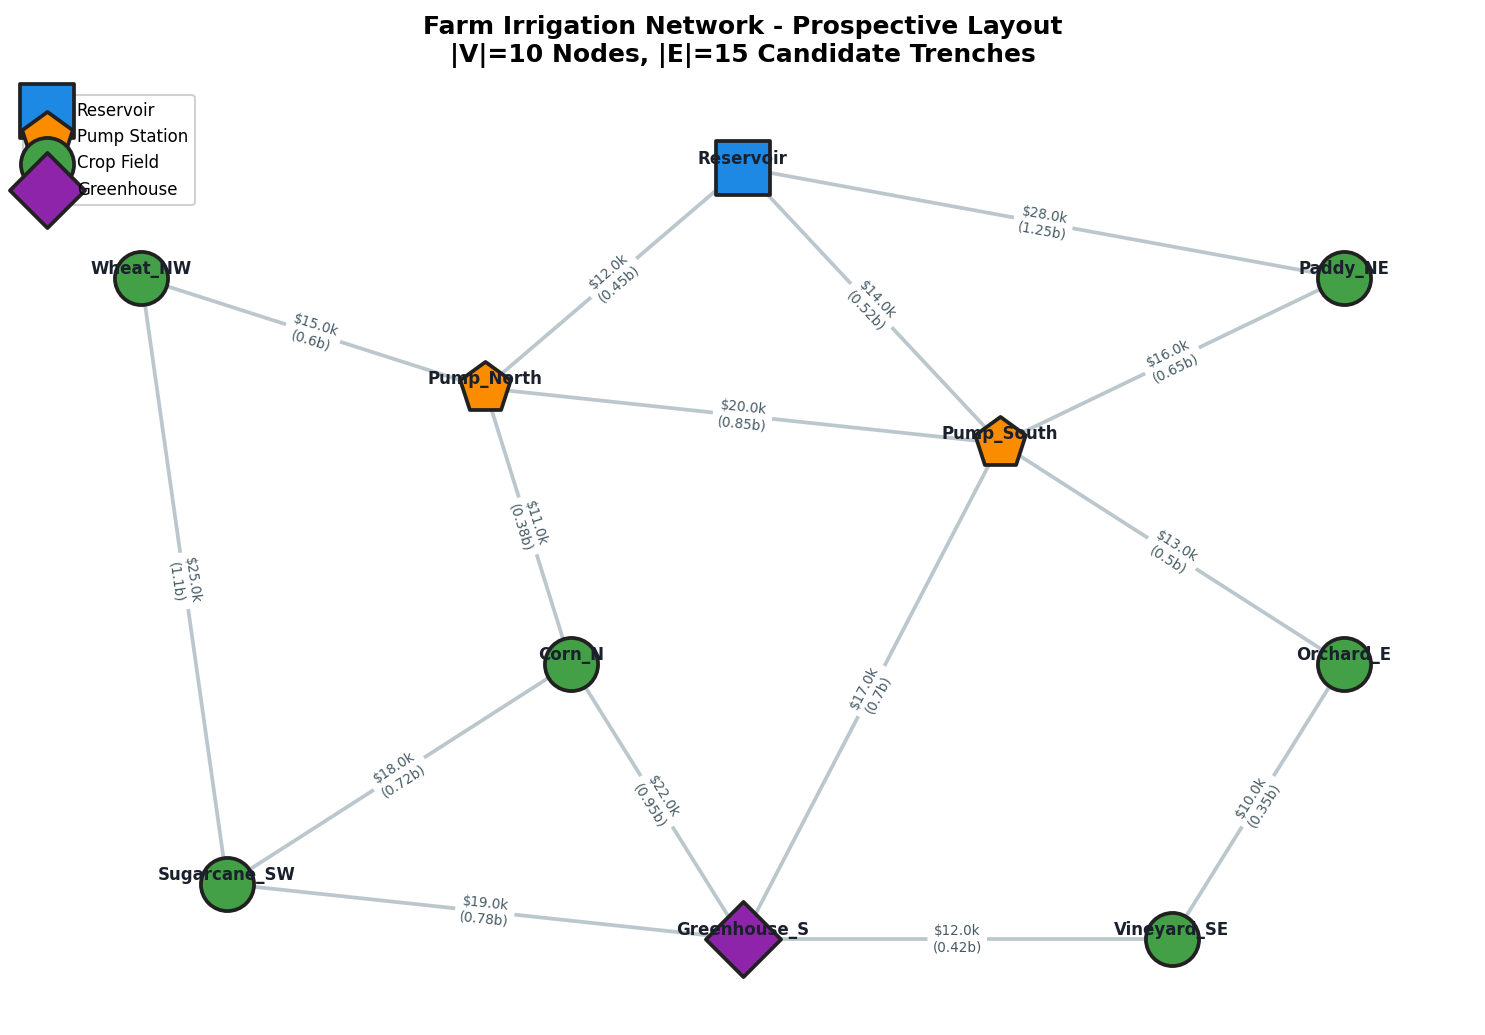 Farm Irrigation Network - Prospective Layout
|V|=10 Nodes, |E|=15 Candidate Trenches
Reservoir
Pump Station
Crop Field
Greenhouse
Reservoir
$28.0k
(1.25b)
Wheat_NW
Paddy_NE
$12.0k
(0.45b)
$14.0k
(0.52b)
$15.0k
(0.6b)
$16.0k
(0.65b)
Pump_North
$20.0k
(0.85b)
Pump_South
$11.0k
(0.38b)
$13.0k
(0.5b)
$25.0k
(1.1b)
Corn_N
Orchard_E
$17.0k
(0.7b)
$18.0k
(0.72b)
$22.0k
(0.95b)
$10.0k
(0.35b)
Sugarcane_SW
$19.0k
(0.78b)
Greenhouse_S
$12.0k
(0.42b)
Vineyard_SE